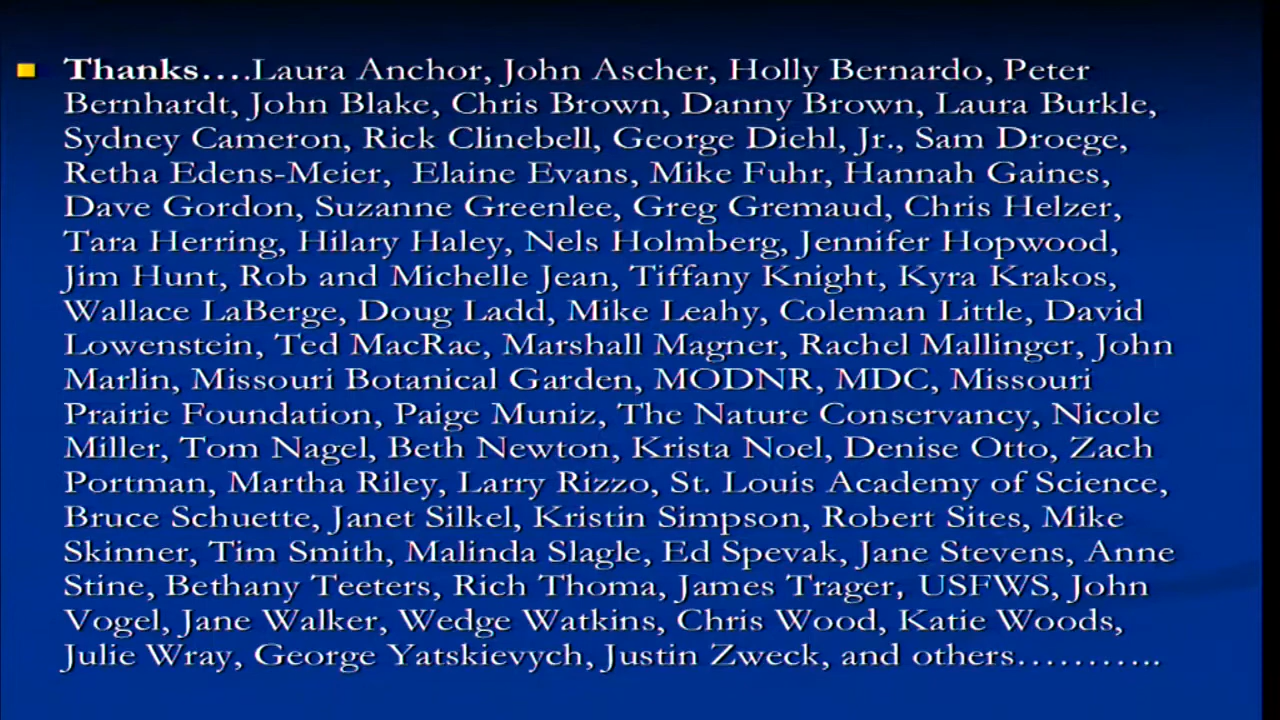 Thanks….Laura Anchor, John Ascher, Holly Bernardo, Peter
Bernhardt, John Blake, Chris Brown, Danny Brown, Laura Burkle,
Sydney Cameron, Rick Clinebell, George Diehl, Jr., Sam Droege,
Retha Edens-Meier,  Elaine Evans, Mike Fuhr, Hannah Gaines,
Dave Gordon, Suzanne Greenlee, Greg Gremaud, Chris Helzer,
Tara Herring, Hilary Haley, Nels Holmberg, Jennifer Hopwood,
Jim Hunt, Rob and Michelle Jean, Tiffany Knight, Kyra Krakos,
Wallace LaBerge, Doug Ladd, Mike Leahy, Coleman Little, David
Lowenstein, Ted MacRae, Marshall Magner, Rachel Mallinger, John
Marlin, Missouri Botanical Garden, MODNR, MDC, Missouri
Prairie Foundation, Paige Muniz, The Nature Conservancy, Nicole
Miller, Tom Nagel, Beth Newton, Krista Noel, Denise Otto, Zach
Portman, Martha Riley, Larry Rizzo, St. Louis Academy of Science,
Bruce Schuette, Janet Silkel, Kristin Simpson, Robert Sites, Mike
Skinner, Tim Smith, Malinda Slagle, Ed Spevak, Jane Stevens, Anne
Stine, Bethany Teeters, Rich Thoma, James Trager, USFWS, John
Vogel, Jane Walker, Wedge Watkins, Chris Wood, Katie Woods,
Julie Wray, George Yatskievych, Justin Zweck, and others………..